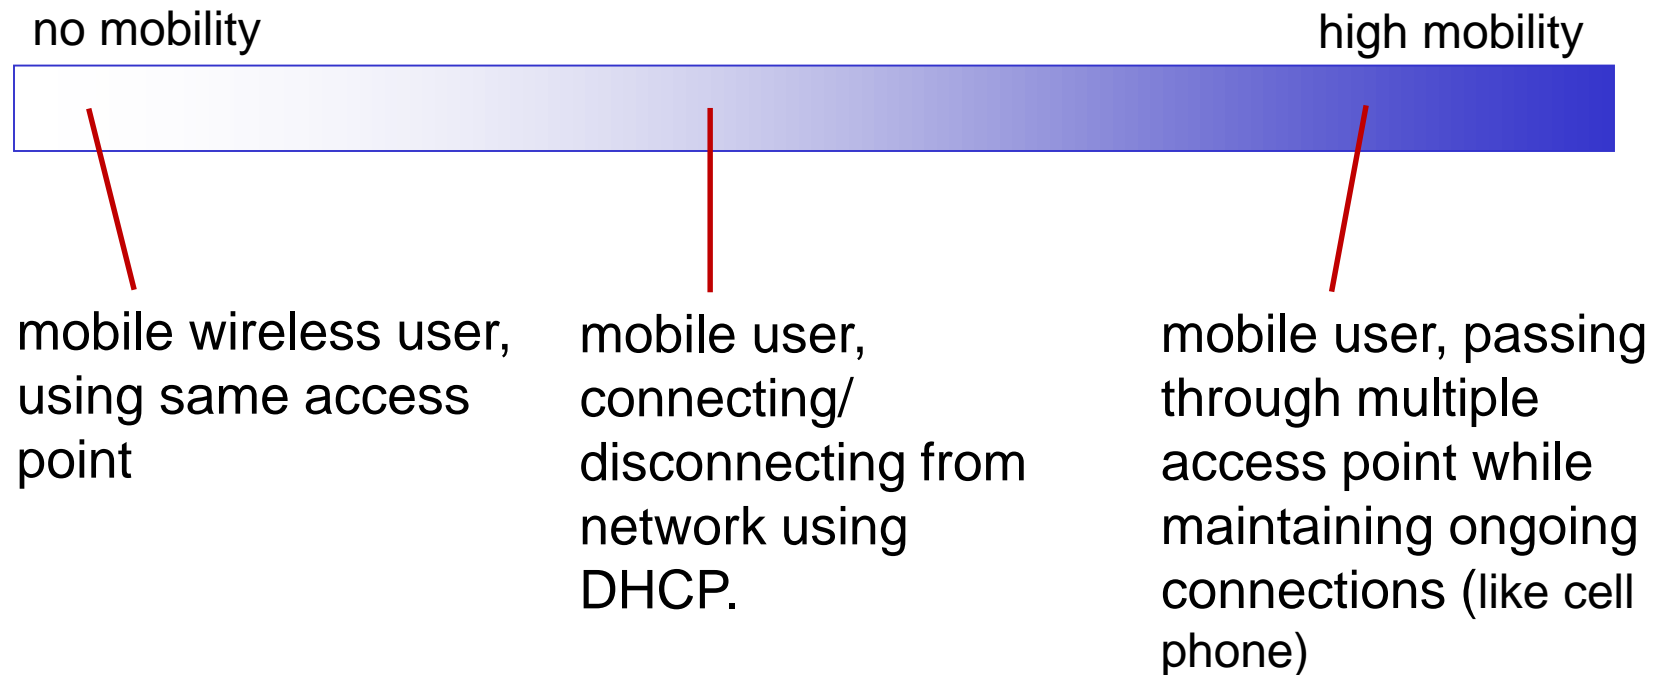 no mobility
high mobility
mobile wireless user,
using same access
point
mobile user,
connecting/
disconnecting from
network using
DHCP.
mobile user, passing
through multiple
access point while
maintaining ongoing
connections (like cell
phone)